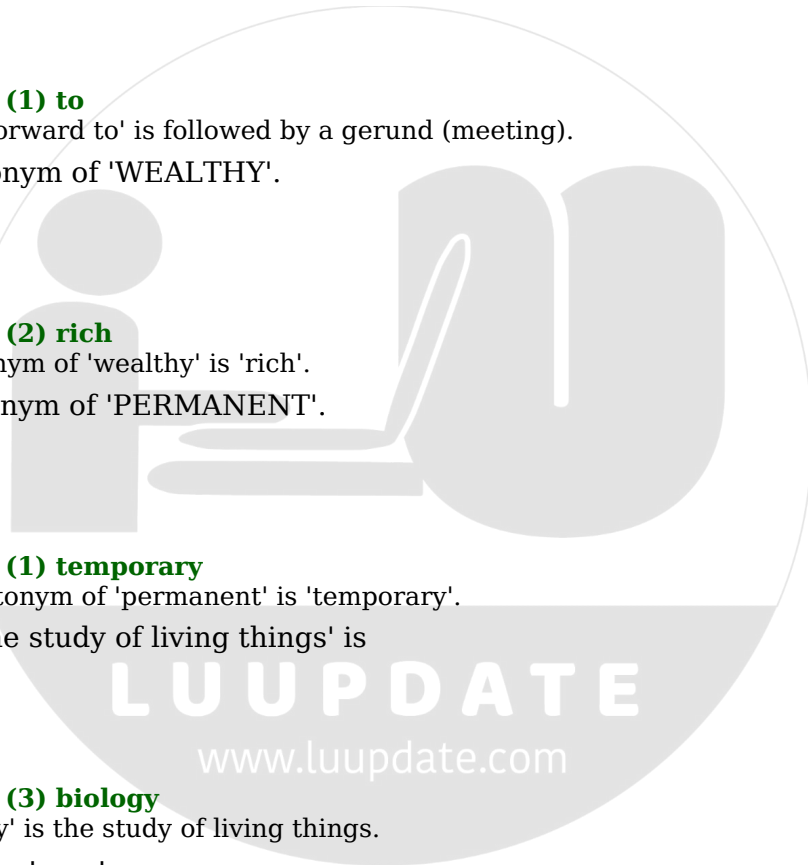 (1) to
orward to' is followed by a gerund (meeting).
onym of 'WEALTHY'.
(2) rich
nym of 'wealthy' is 'rich'.
nym of 'PERMANENT'.
(1) temporary
tonym of 'permanent' is 'temporary'.
e study of living things' is
LUUPDATE
www.luupdate.com
(3) biology
y' is the study of living things.